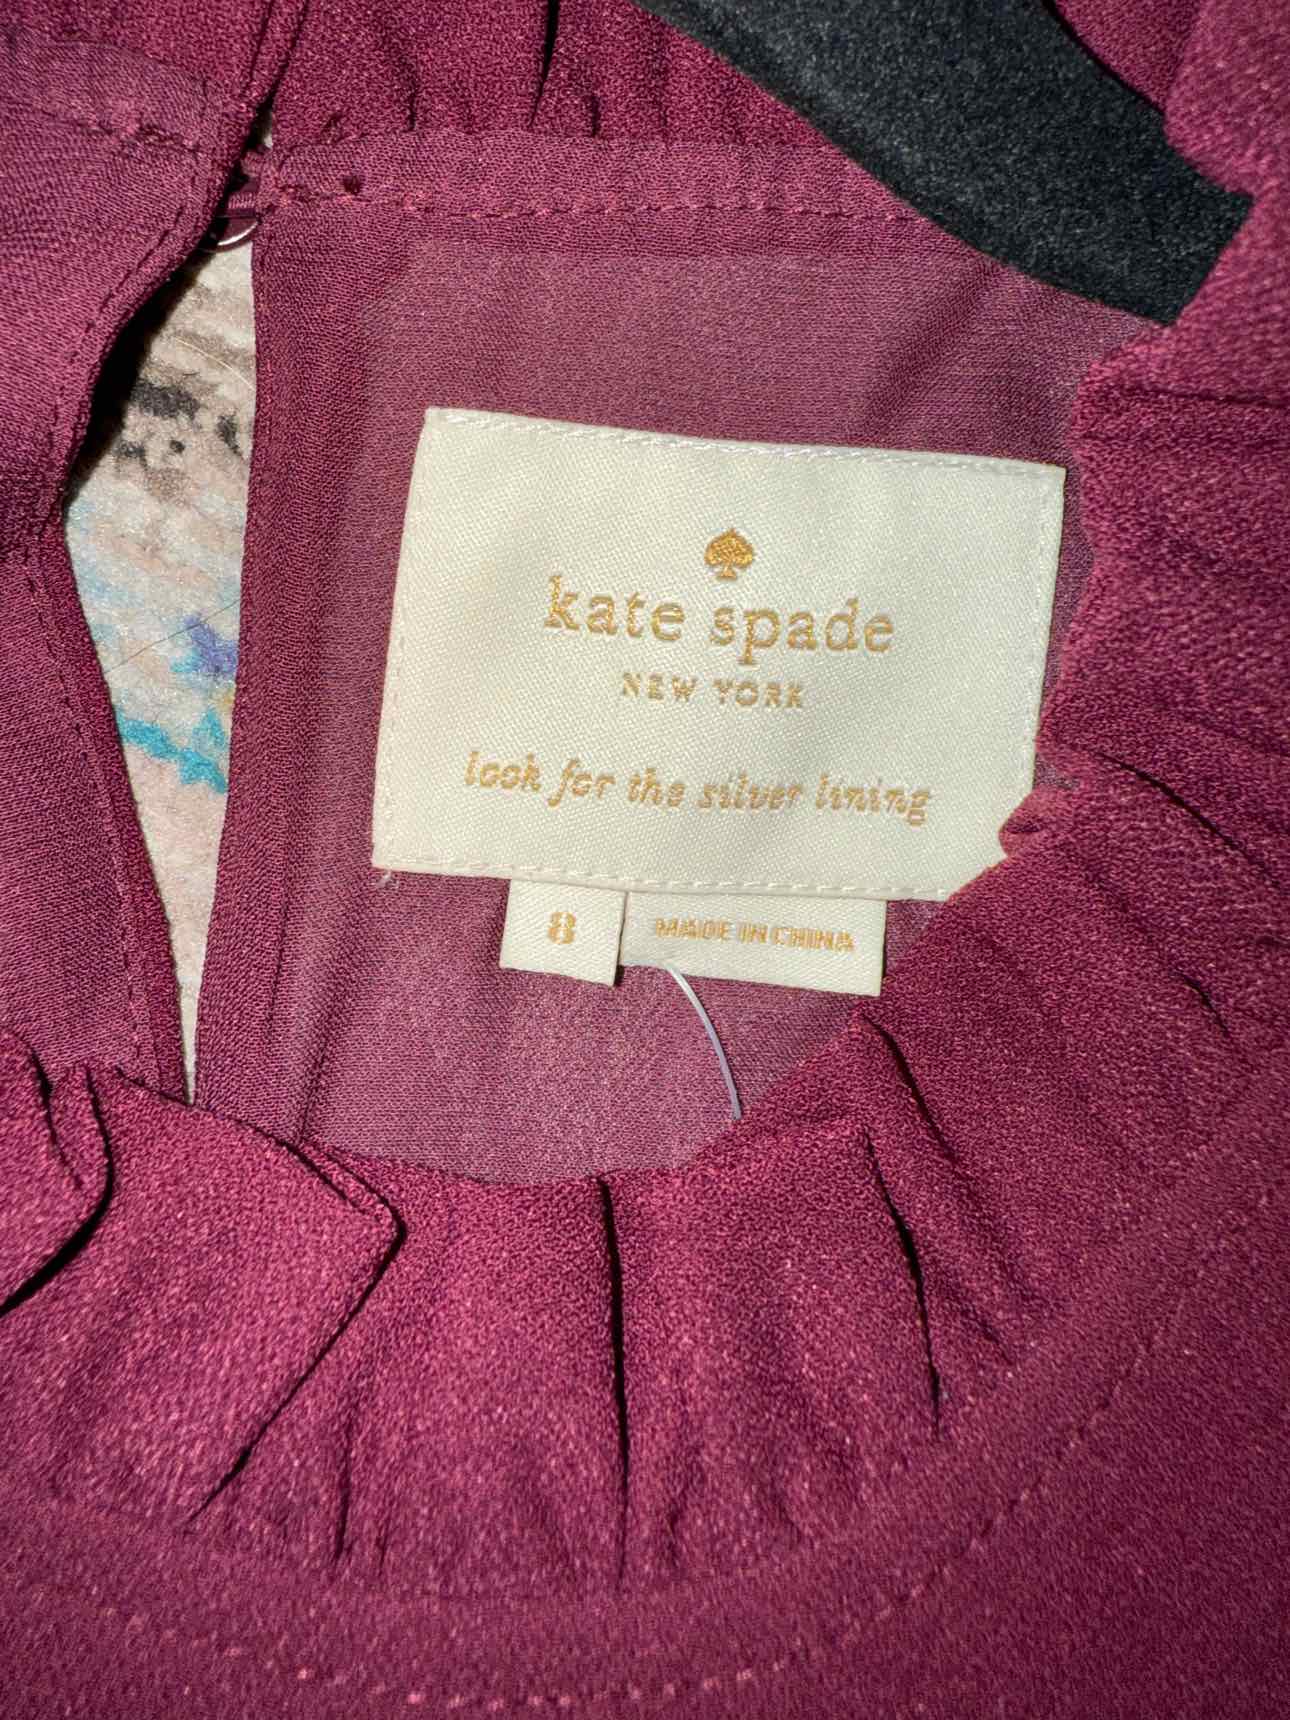 kate spade
NEW YORK
look for the silver lining
8
MADE IN CHINA